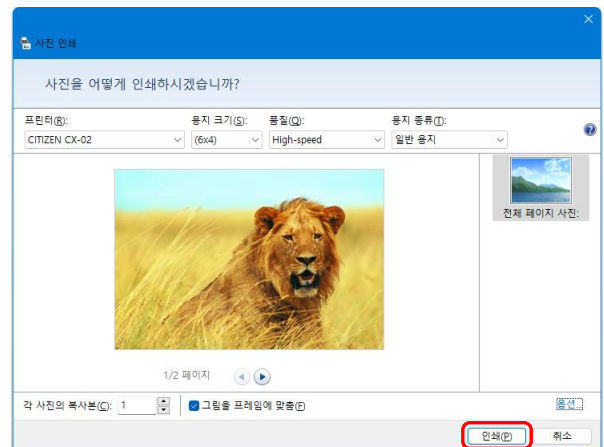 사진 인쇄
사진을 어떻게 인쇄하시겠습니까?
프린터(R): 용지 크기(S): 품질(Q): 용지 종류(T):
CITIZEN CX-02 (6x4) High-speed 일반 용지
전체 페이지 사진:
1/2 페이지
각 사진의 복사본(C): 1 그림을 프레임에 맞춤(F) 옵션...
인쇄(P) 취소